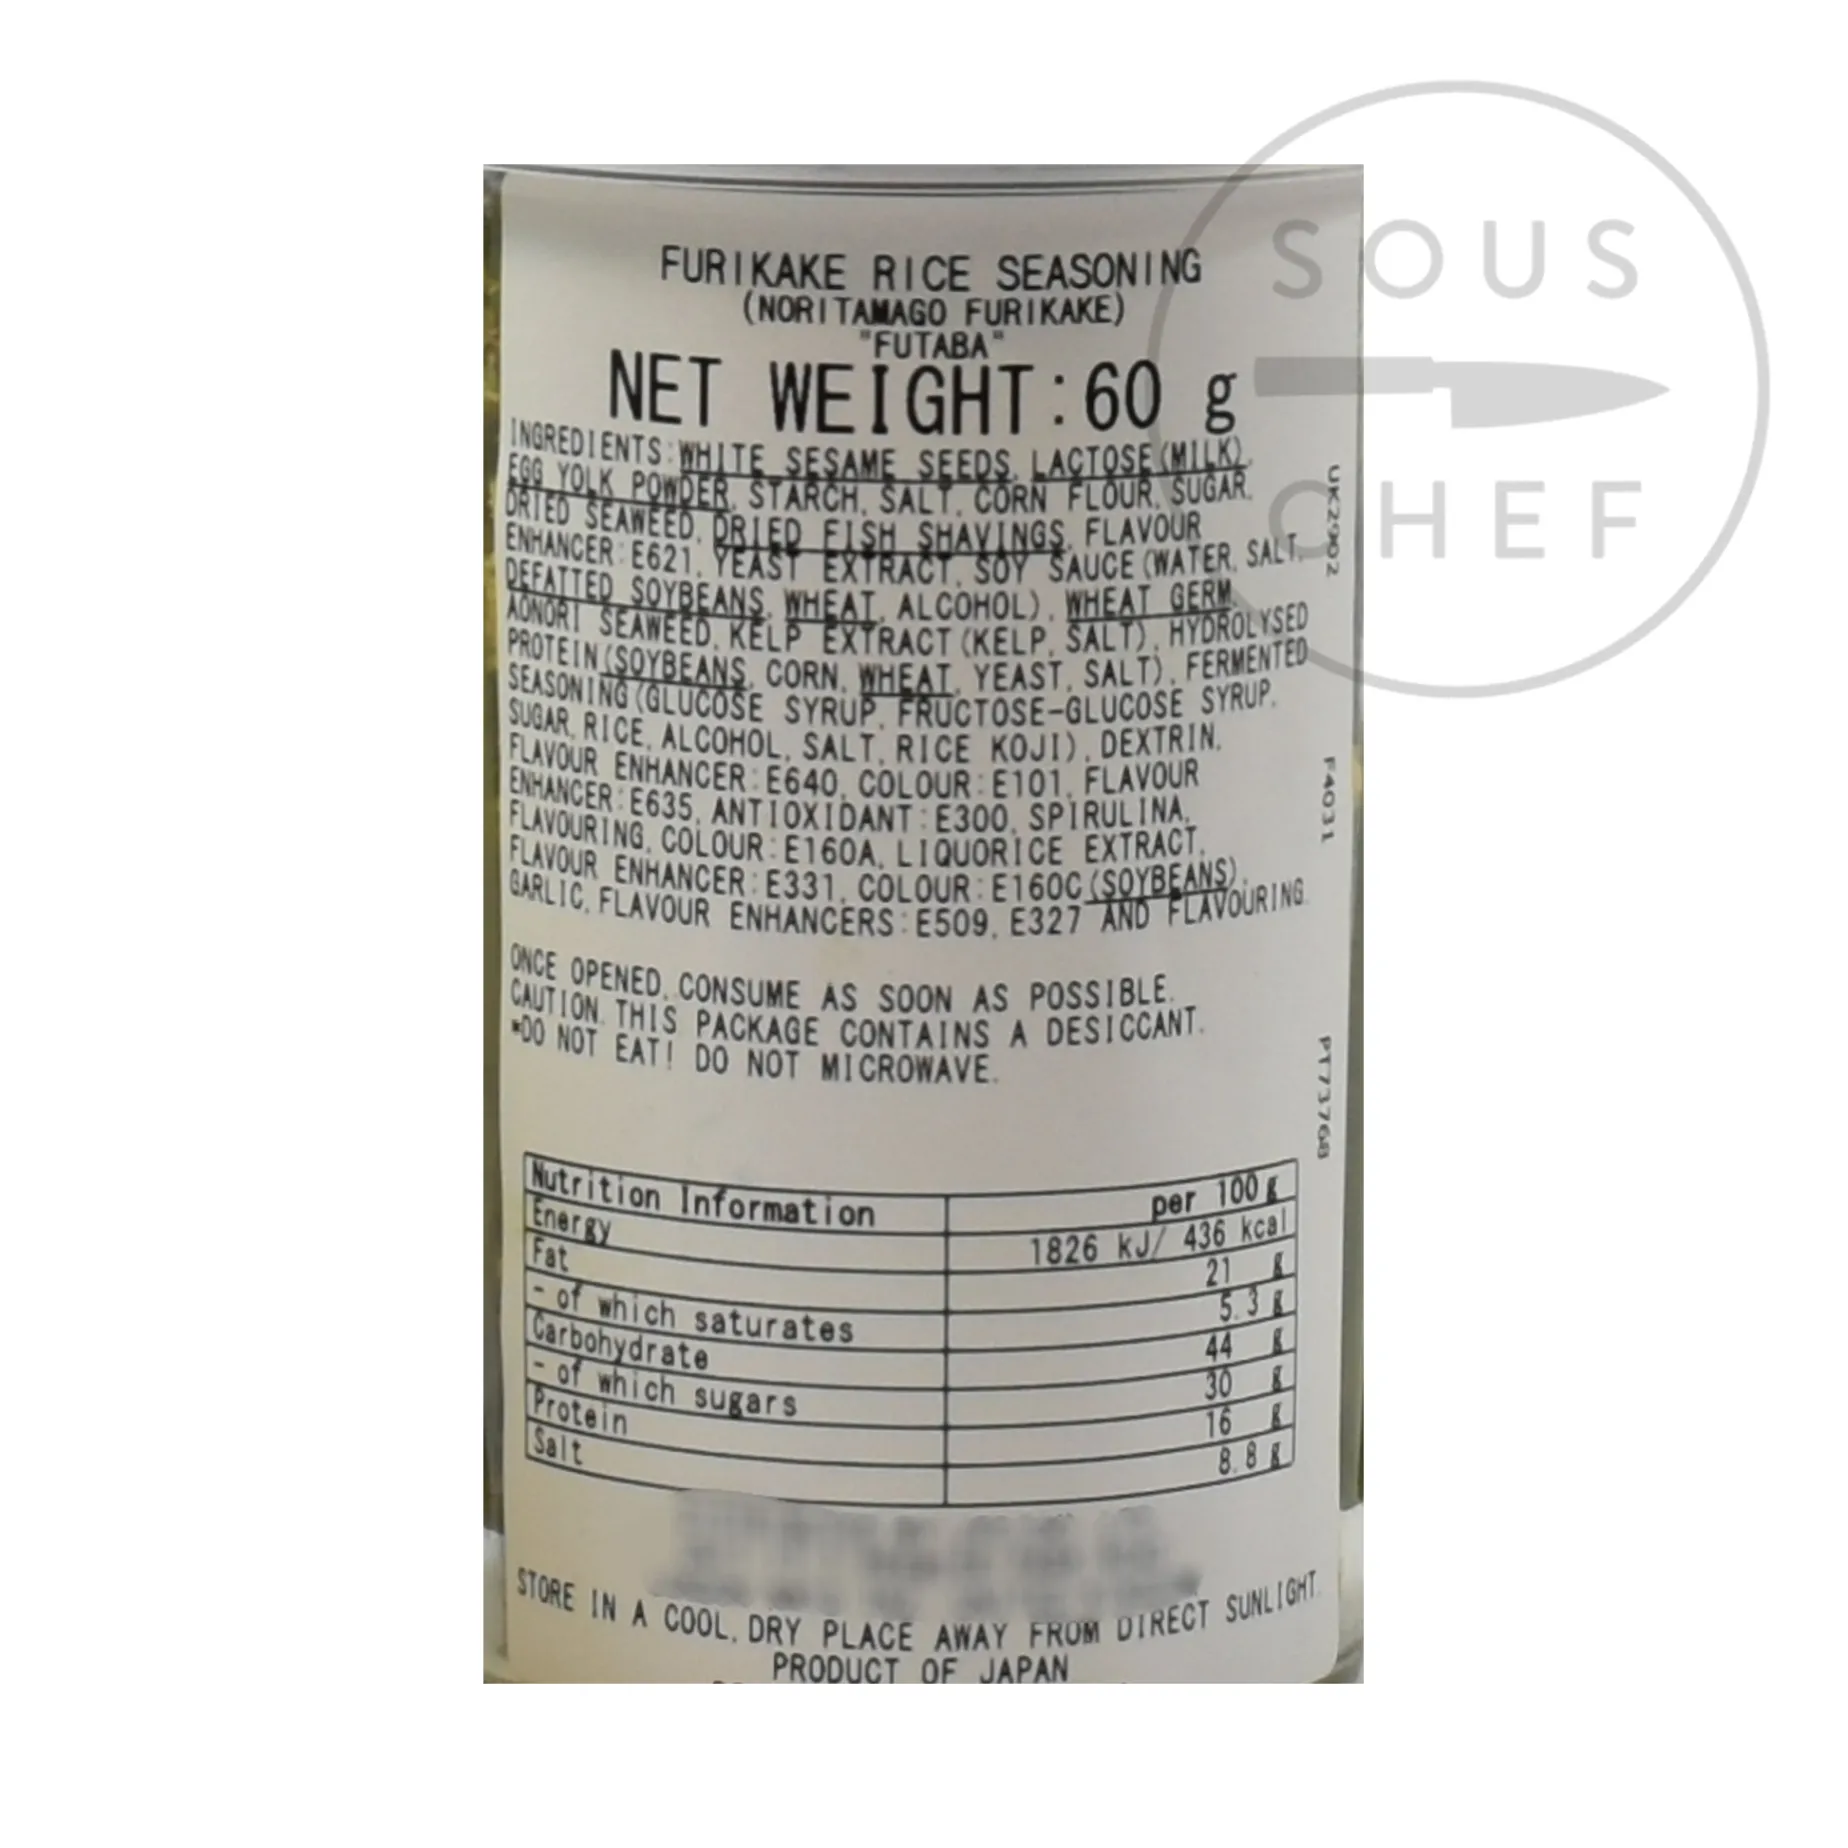 SOUS
CHEF
FURIKAKE RICE SEASONING
(NORITAMAGO FURIKAKE)
"FUTABA"
NET WEIGHT:60 g
INGREDIENTS:WHITE SESAME SEEDS, LACTOSE(MILK),
EGG YOLK POWDER, STARCH, SALT, CORN FLOUR, SUGAR,
DRIED SEAWEED, DRIED FISH SHAVINGS, FLAVOUR
ENHANCER:E621, YEAST EXTRACT, SOY SAUCE(WATER, SALT,
DEFATTED SOYBEANS, WHEAT, ALCOHOL), WHEAT GERM,
AONORI SEAWEED, KELP EXTRACT(KELP, SALT), HYDROLYSED
PROTEIN(SOYBEANS, CORN, WHEAT, YEAST, SALT), FERMENTED
SEASONING(GLUCOSE SYRUP, FRUCTOSE-GLUCOSE SYRUP,
SUGAR, RICE, ALCOHOL, SALT, RICE KOJI), DEXTRIN,
FLAVOUR ENHANCER:E640, COLOUR:E101, FLAVOUR
ENHANCER:E635, ANTIOXIDANT:E300, SPIRULINA,
FLAVOURING, COLOUR:E160A, LIQUORICE EXTRACT,
FLAVOUR ENHANCER:E331, COLOUR:E160C(SOYBEANS),
GARLIC, FLAVOUR ENHANCERS:E509, E327 AND FLAVOURING.
ONCE OPENED, CONSUME AS SOON AS POSSIBLE.
CAUTION. THIS PACKAGE CONTAINS A DESICCANT.
*DO NOT EAT! DO NOT MICROWAVE.
UK2902
F4031
PT73768
Nutrition Information per 100g
Energy 1826 kJ/ 436 kcal
Fat 21 g
- of which saturates 5.3 g
Carbohydrate 44 g
- of which sugars 30 g
Protein 16 g
Salt 8.8 g
STORE IN A COOL, DRY PLACE AWAY FROM DIRECT SUNLIGHT.
PRODUCT OF JAPAN